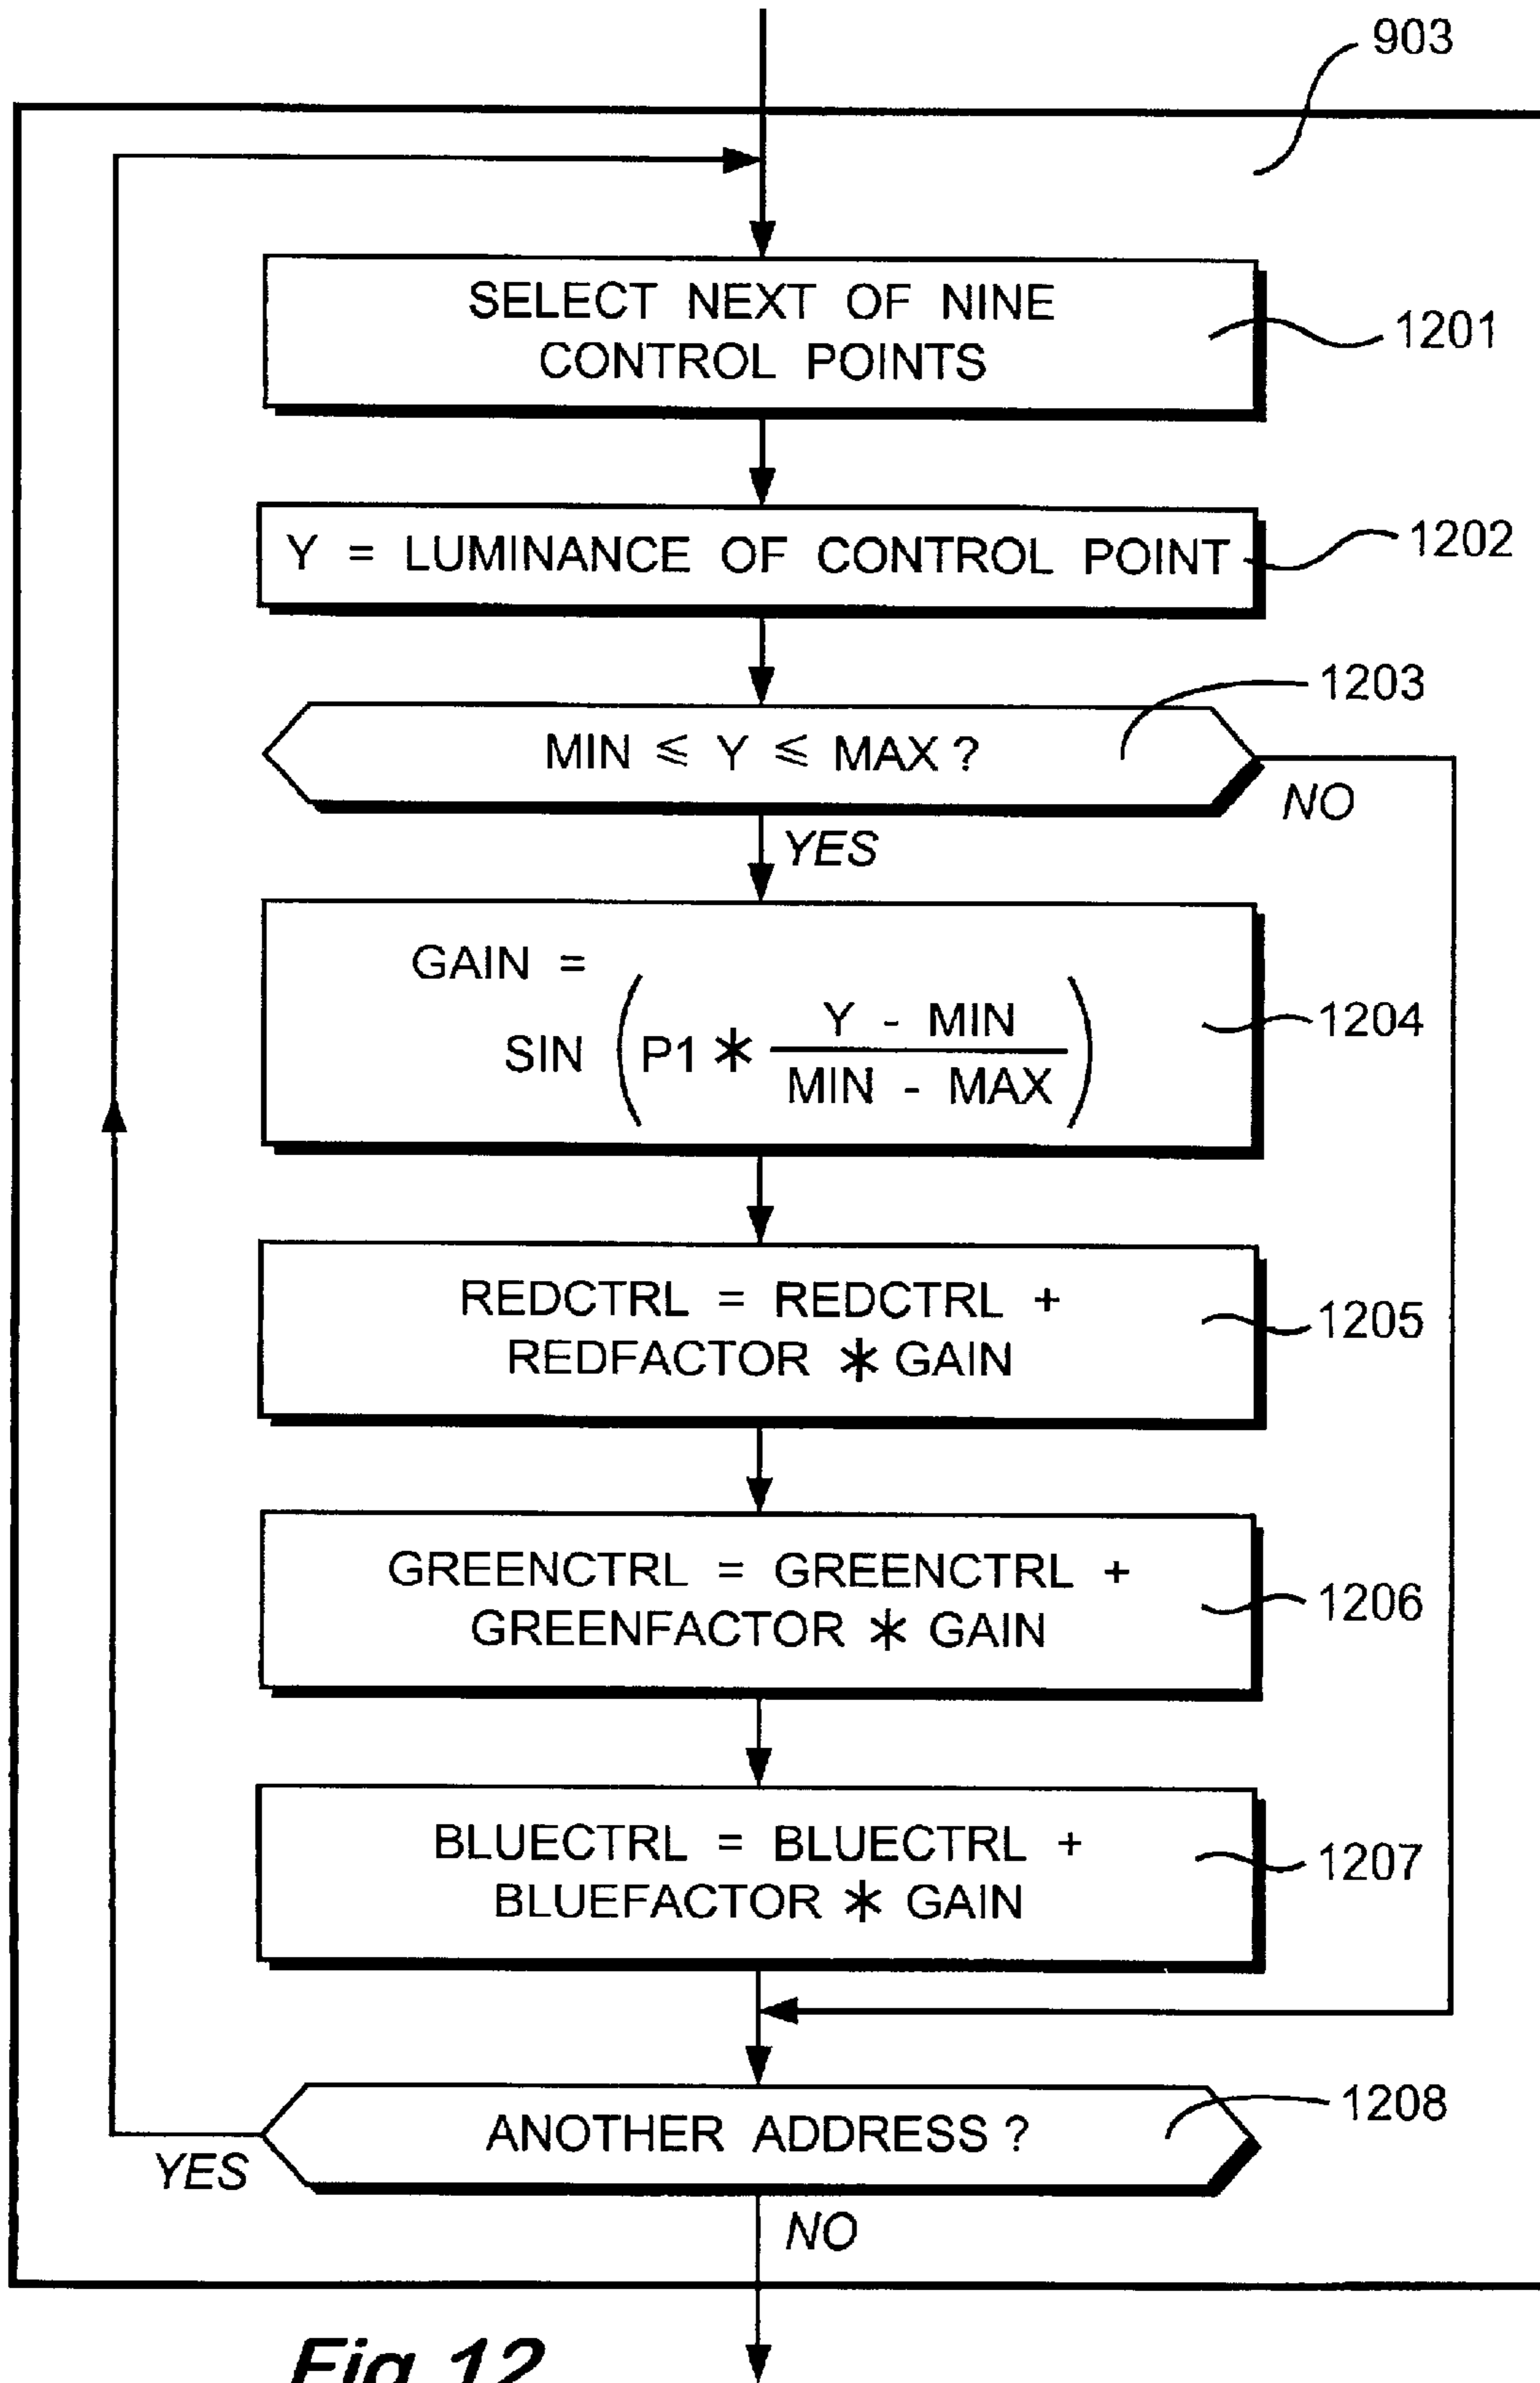 903
SELECT NEXT OF NINE
CONTROL POINTS
1201
Y = LUMINANCE OF CONTROL POINT
1202
1203
MIN ≤ Y ≤ MAX ?
NO
YES
GAIN =
SIN ( P1 * Y - MIN
MIN - MAX )
1204
REDCTRL = REDCTRL +
REDFACTOR * GAIN
1205
GREENCTRL = GREENCTRL +
GREENFACTOR * GAIN
1206
BLUECTRL = BLUECTRL +
BLUEFACTOR * GAIN
1207
1208
ANOTHER ADDRESS ?
YES
NO
Fig 12